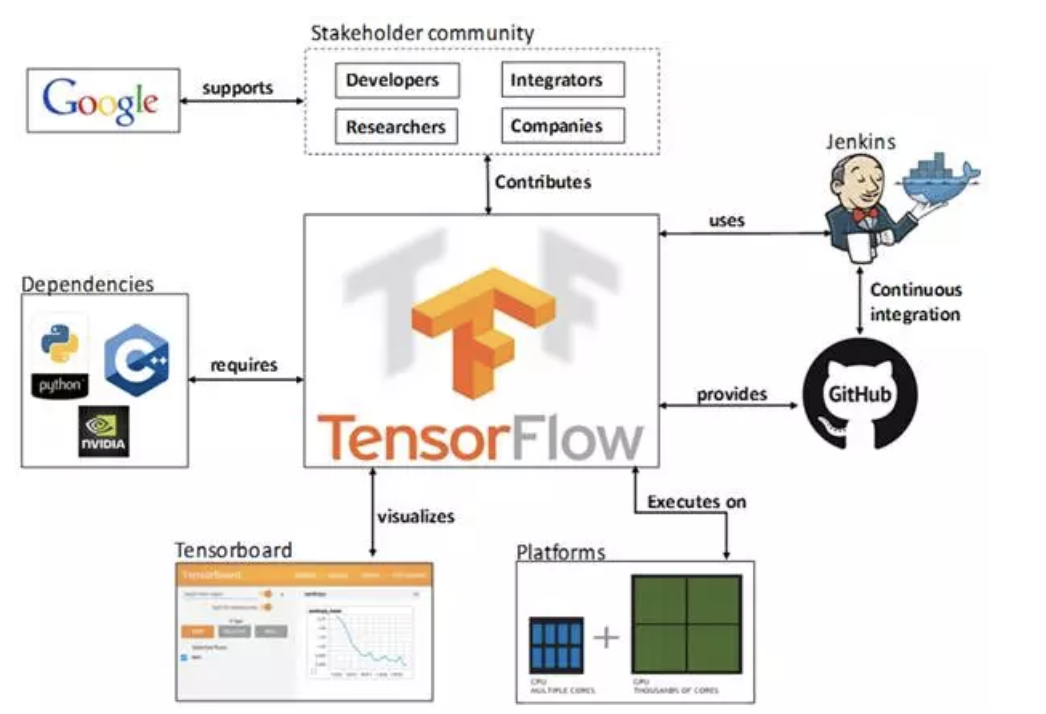 Stakeholder community
Google
supports
Developers
Integrators
Researchers
Companies
Contributes
Jenkins
uses
Continuous
integration
Dependencies
python
C++
nVIDIA
requires
TF
TensorFlow
provides
GitHub
visualizes
Executes on
Tensorboard
TensorBoard
Platforms
CPU
MULTIPLE CORES
+
GPU
THOUSANDS OF CORES